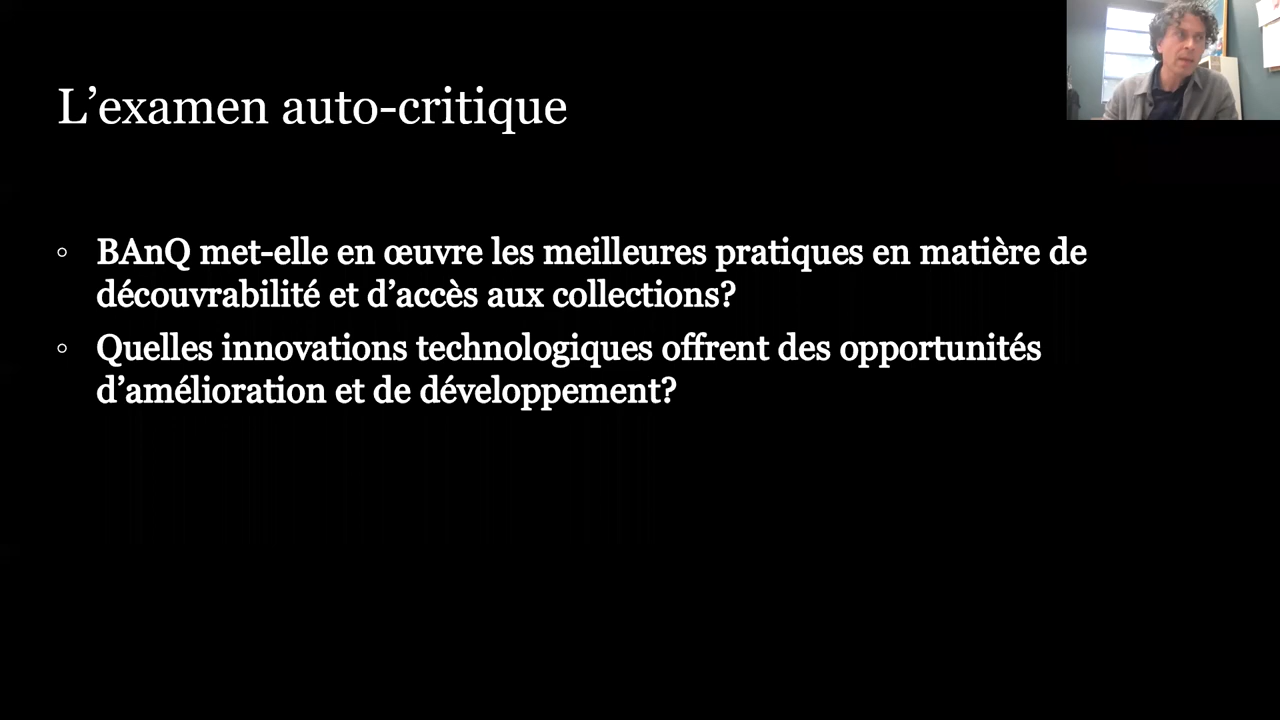 L’examen auto-critique
◦ BAnQ met-elle en œuvre les meilleures pratiques en matière de
découvrabilité et d’accès aux collections?
◦ Quelles innovations technologiques offrent des opportunités
d’amélioration et de développement?